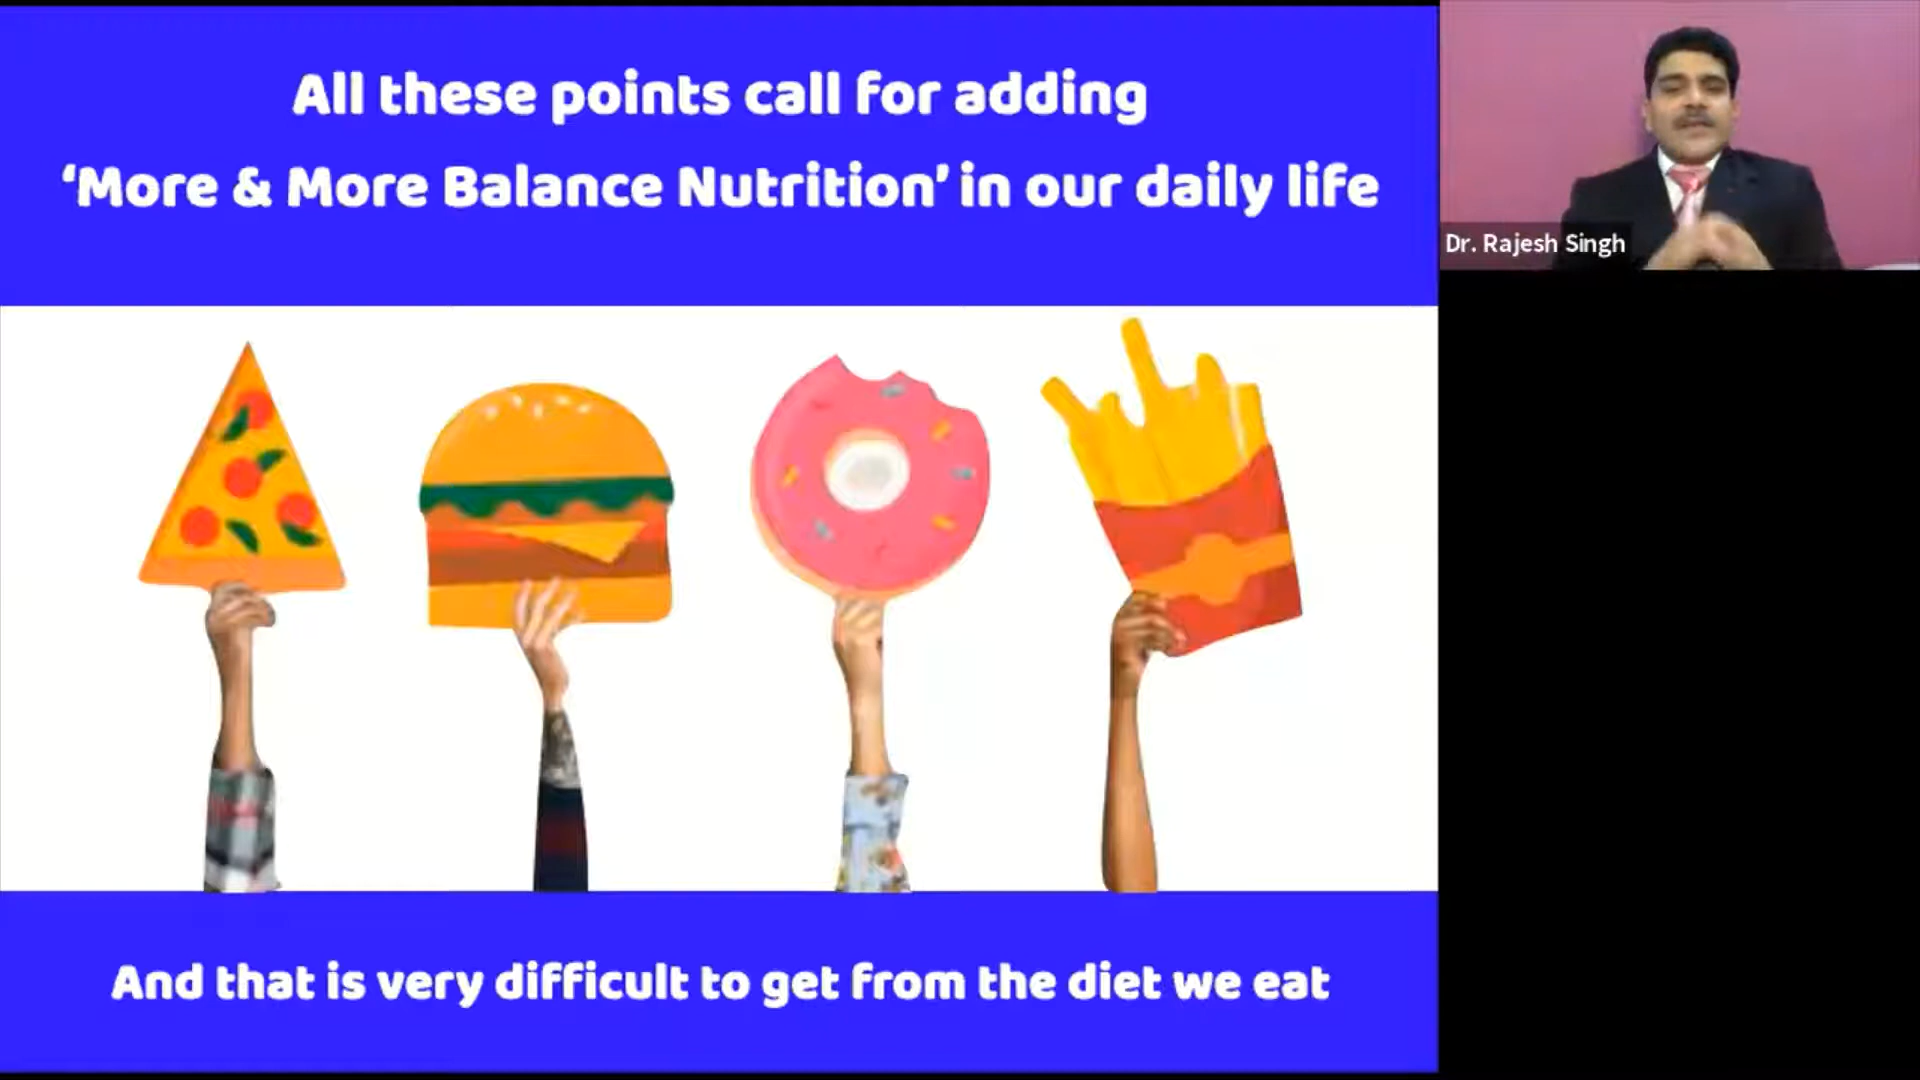 All these points call for adding
‘More & More Balance Nutrition’ in our daily life
Dr. Rajesh Singh
And that is very difficult to get from the diet we eat